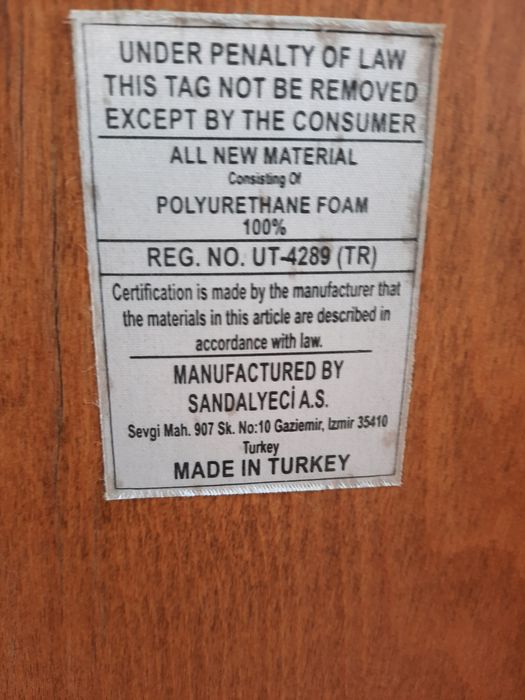 UNDER PENALTY OF LAW
THIS TAG NOT BE REMOVED
EXCEPT BY THE CONSUMER
ALL NEW MATERIAL
Consisting Of
POLYURETHANE FOAM
100%
REG. NO. UT-4289 (TR)
Certification is made by the manufacturer that
the materials in this article are described in
accordance with law.
MANUFACTURED BY
SANDALYECİ A.S.
Sevgi Mah. 907 Sk. No:10 Gaziemir, Izmir 35410
Turkey
MADE IN TURKEY